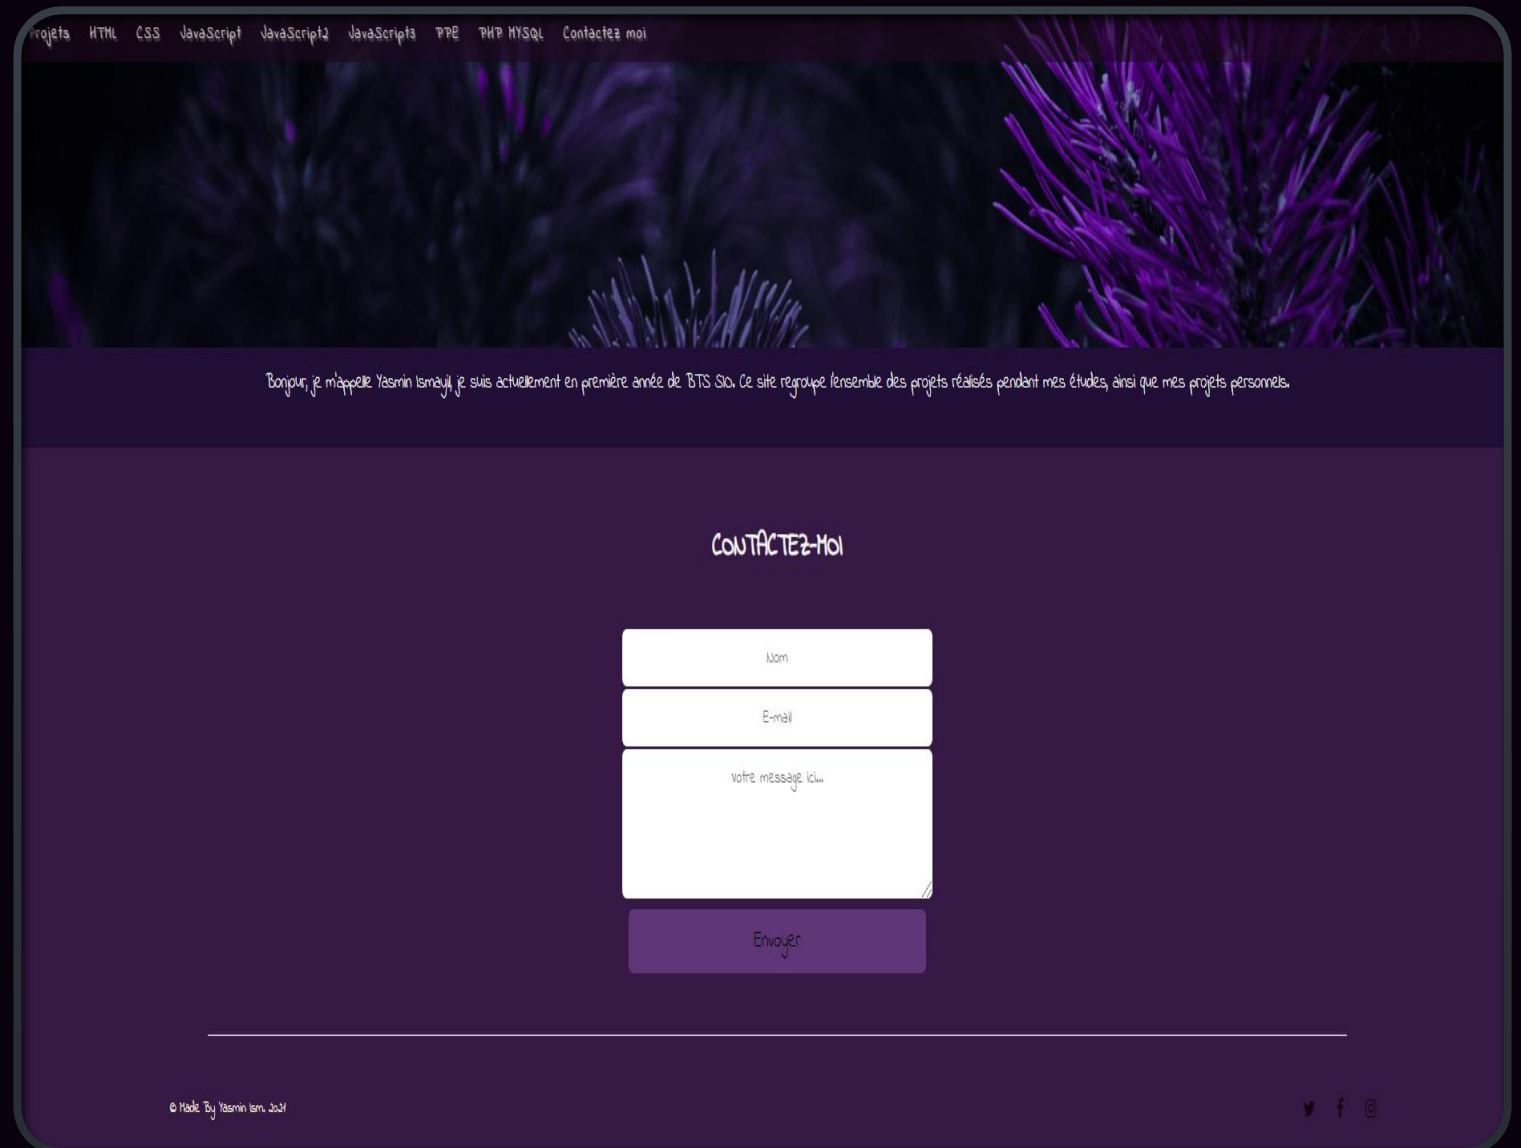 Projets HTML CSS JavaScript JavaScript2 JavaScript3 PPE PHP MYSQL Contactez moi
Bonjour, je m'appelle Yasmin Ismayil, je suis actuellement en première année de BTS SIO. Ce site regroupe l'ensemble des projets réalisés pendant mes études, ainsi que mes projets personnels.
CONTACTEZ-MOI
Nom
E-mail
Votre message ici...
Envoyer
© Made By Yasmin Ism. 2021